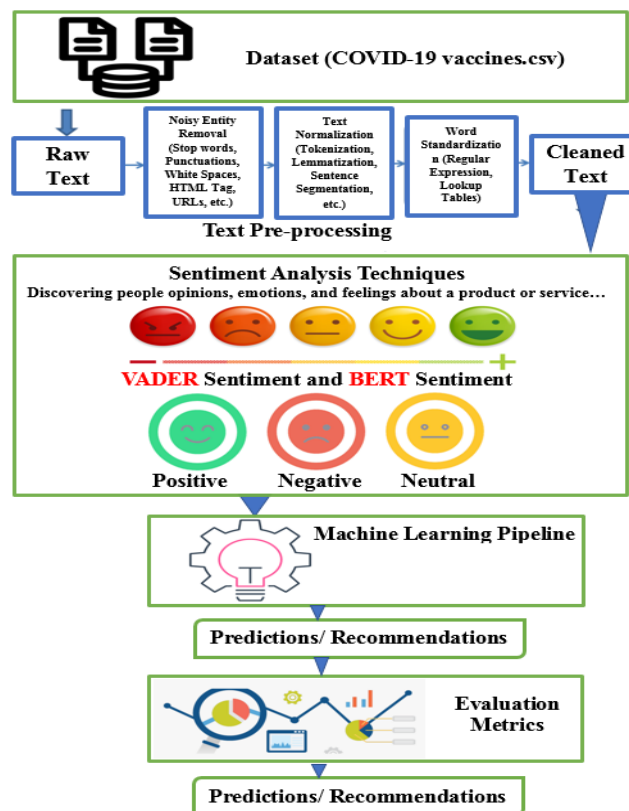 Dataset (COVID-19 vaccines.csv)
Raw
Text
Noisy Entity
Removal
(Stop words,
Punctuations,
White Spaces,
HTML Tag,
URLs, etc.)
Text
Normalization
(Tokenization,
Lemmatization,
Sentence
Segmentation,
etc.)
Word
Standardizatio
n (Regular
Expression,
Lookup
Tables)
Cleaned
Text
Text Pre-processing
Sentiment Analysis Techniques
Discovering people opinions, emotions, and feelings about a product or service…
VADER Sentiment and BERT Sentiment
Positive
Negative
Neutral
Machine Learning Pipeline
Predictions/ Recommendations
Evaluation
Metrics
Predictions/ Recommendations